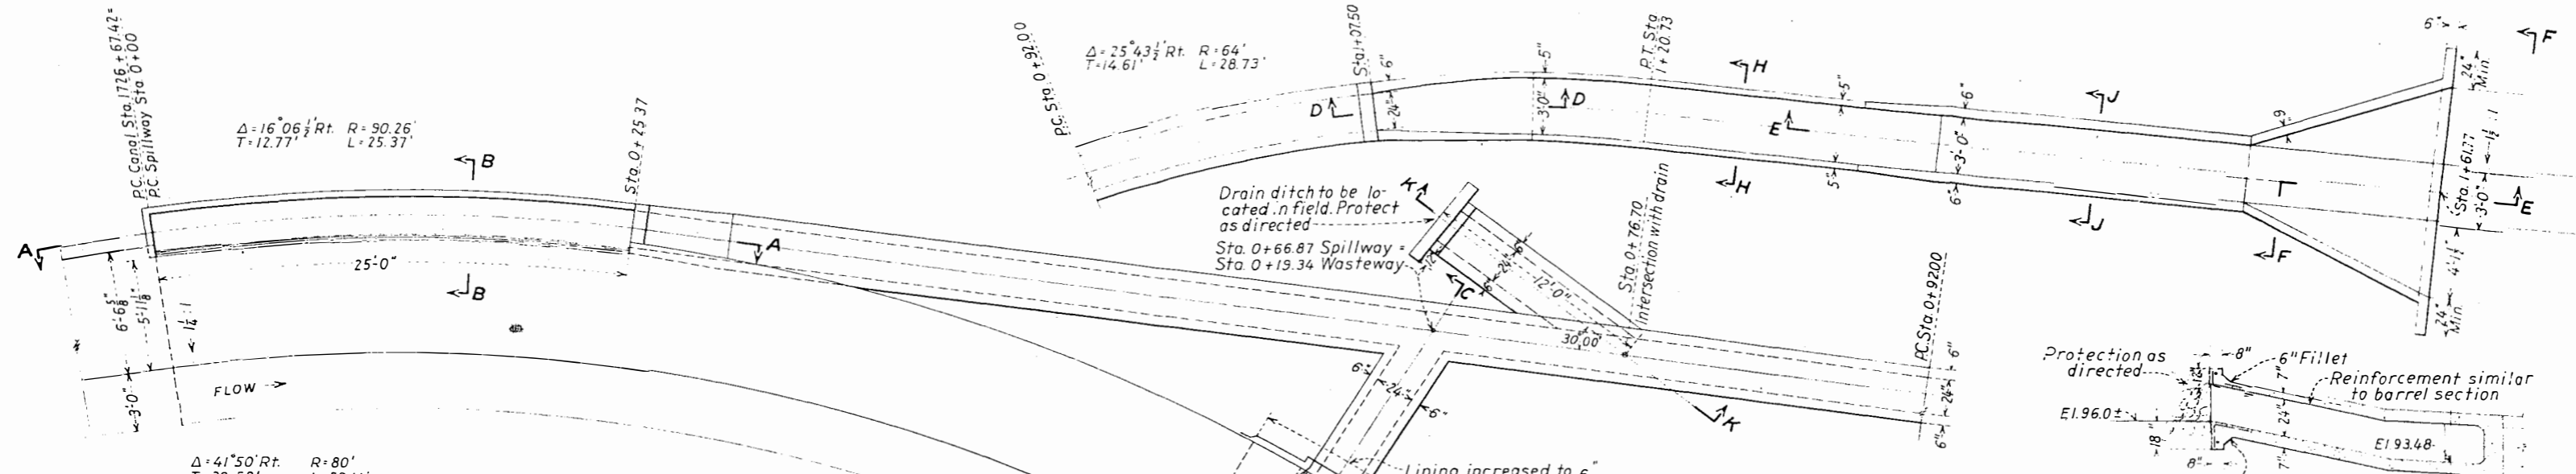 P.C. Canal Sta. 1726+67.42=
P.C. Spillway Sta. 0+00
Δ=16°06½' Rt. R=90.26'
T=12.77' L=25.37'
B
Sta. 0+25.37
A
A
25'-0"
B
6'-6⅝"
5'-1⅛"
1¼:1
3'-0"
FLOW
Δ=41°50' Rt. R=80'
P.C. Sta. 0+92.00
Δ=25°43½' Rt. R=64'
T=14.61' L=28.73'
Sta. 1+07.50
6"
24"
D
5"
3'-0"
D
P.T. Sta
1+20.73
H
H
E
5"
5"
6"
3'-0"
6"
J
J
9"
F
F
6"
24"
Min.
1½:1
Sta. 1+61.77
3'-0"
E
4'-1½"
24"
Min.
Drain ditch to be lo-
cated in field. Protect
as directed
Sta. 0+66.87 Spillway =
Sta. 0+19.34 Wasteway
K
12"
C
6"
24"
6"
12'-0"
30.00'
Sta. 0+76.70
Intersection with drain
K
6"
24"
6"
P.C. Sta. 0+92.00
6"
24"
6"
Lining increased to 6"
Protection as
directed
8"
6" Fillet
12"
7"
Reinforcement similar
to barrel section
El. 96.0±
24"
18"
El 93.48
8"
7"